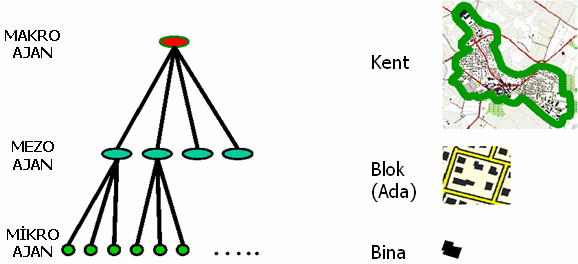 MAKRO
AJAN
Kent
MEZO
AJAN
Blok
(Ada)
MİKRO
AJAN
.....
Bina